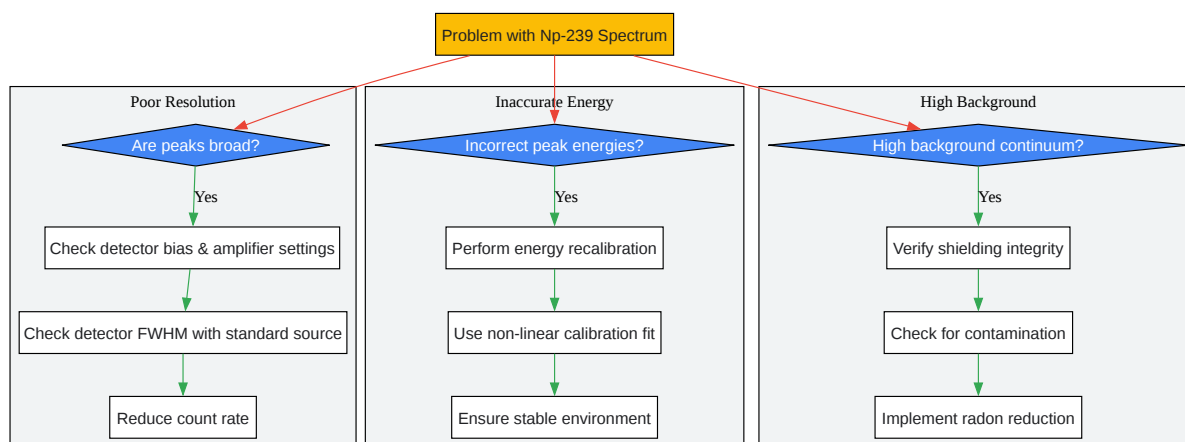 Problem with Np-239 Spectrum
Poor Resolution
Are peaks broad?
Yes
Check detector bias & amplifier settings
Check detector FWHM with standard source
Reduce count rate
Inaccurate Energy
Incorrect peak energies?
Yes
Perform energy recalibration
Use non-linear calibration fit
Ensure stable environment
High Background
High background continuum?
Yes
Verify shielding integrity
Check for contamination
Implement radon reduction